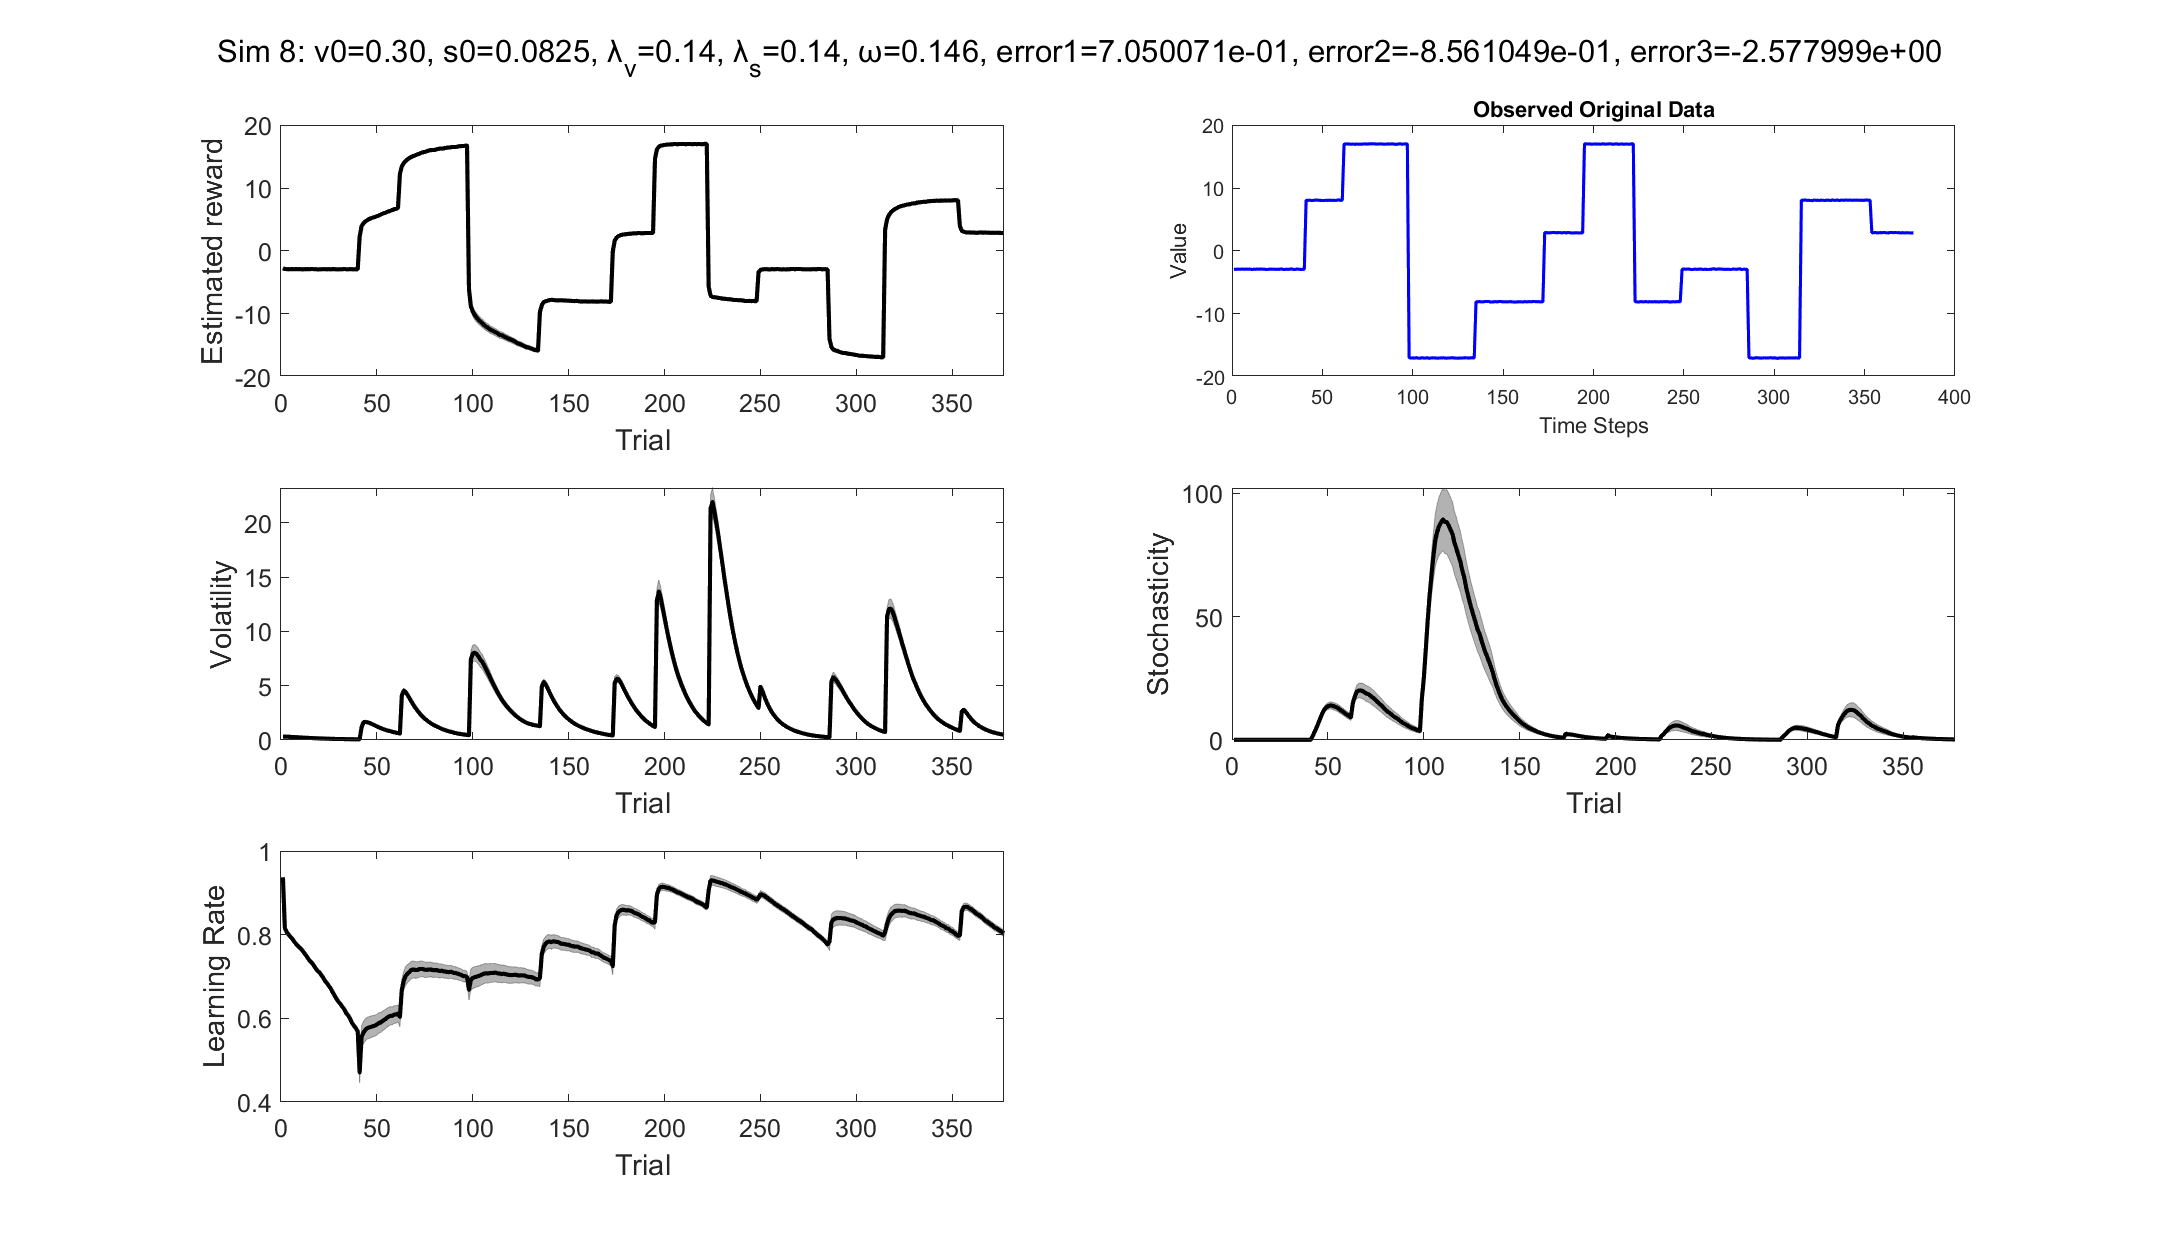 Sim 8: v0=0.30, s0=0.0825, λv=0.14, λs=0.14, ω=0.146, error1=7.050071e-01, error2=-8.561049e-01, error3=-2.577999e+00
Estimated reward
20
10
0
-10
-20
0 50 100 150 200 250 300 350
Trial
Observed Original Data
Value
20
10
0
-10
-20
0 50 100 150 200 250 300 350 400
Time Steps
Volatility
20
15
10
5
0
0 50 100 150 200 250 300 350
Trial
Stochasticity
100
50
0
0 50 100 150 200 250 300 350
Trial
Learning Rate
1
0.8
0.6
0.4
0 50 100 150 200 250 300 350
Trial